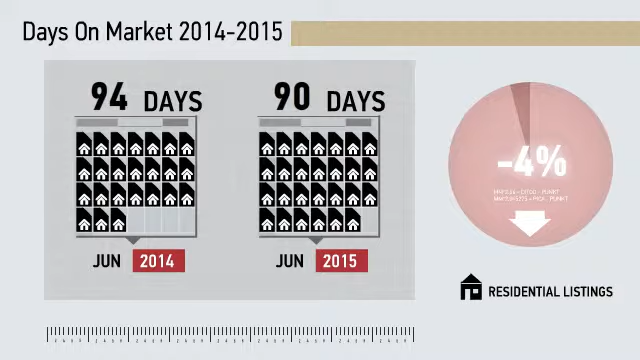 Days On Market 2014-2015
94 DAYS
90 DAYS
JUN 2014
JUN 2015
-4%
RESIDENTIAL LISTINGS